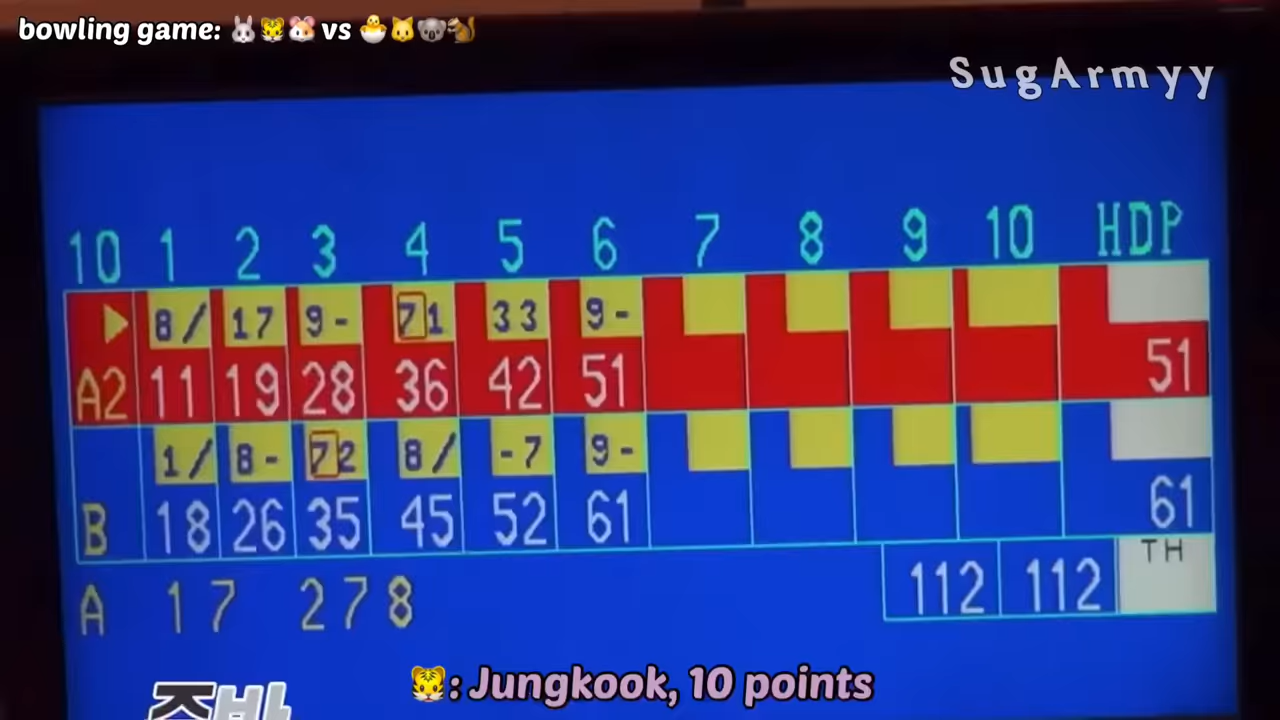 bowling game: 🐰🐯🐹 vs 🐣🐱🐨🐿️
SugArmyy
10 1 2 3 4 5 6 7 8 9 10 HDP
8/ 17 9- 71 33 9-
A2 11 19 28 36 42 51 51
1/ 8- 72 8/ -7 9-
B 18 26 35 45 52 61 61
TH
A 17 278 112 112
🐯: Jungkook, 10 points